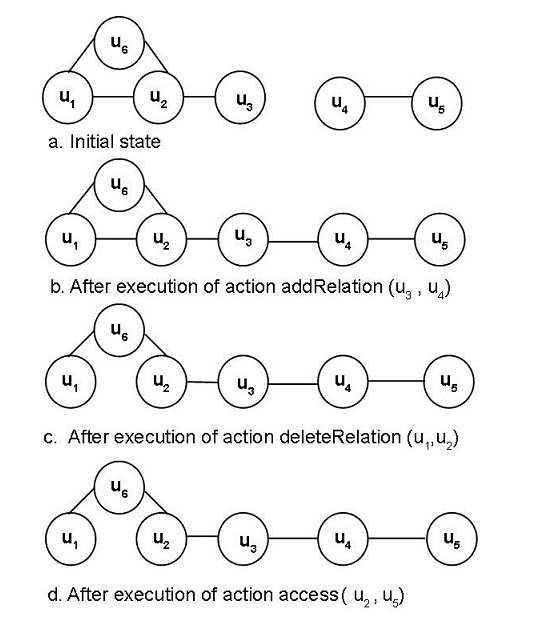 u₆
u₁ u₂ u₃ u₄ u₅
a. Initial state
u₆
u₁ u₂ u₃ u₄ u₅
b. After execution of action addRelation (u₃ , u₄)
u₆
u₁ u₂ u₃ u₄ u₅
c. After execution of action deleteRelation (u₁,u₂)
u₆
u₁ u₂ u₃ u₄ u₅
d. After execution of action access( u₂ , u₅)